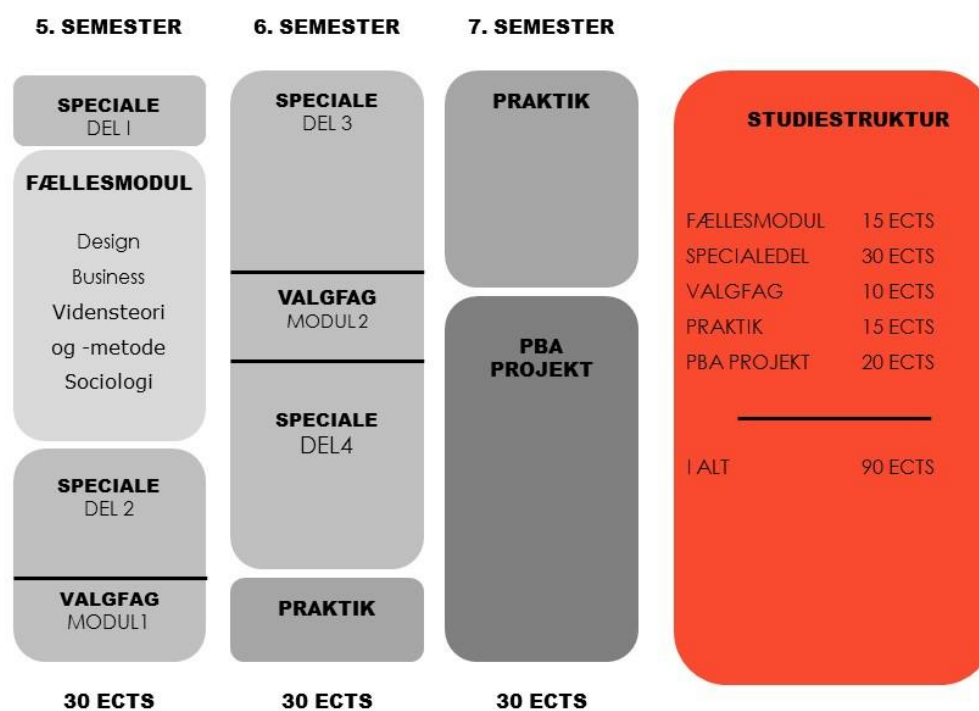 5. SEMESTER
6. SEMESTER
7. SEMESTER
SPECIALE
DEL 1
FÆLLESMODUL
Design
Business
Vidensteori
og -metode
Sociologi
SPECIALE
DEL 2
VALGFAG
MODUL1
30 ECTS
SPECIALE
DEL 3
VALGFAG
MODUL2
SPECIALE
DEL4
PRAKTIK
30 ECTS
PRAKTIK
PBA
PROJEKT
30 ECTS
STUDIESTRUKTUR
FÆLLESMODUL 15 ECTS
SPECIALEDEL 30 ECTS
VALGFAG 10 ECTS
PRAKTIK 15 ECTS
PBA PROJEKT 20 ECTS
I ALT 90 ECTS